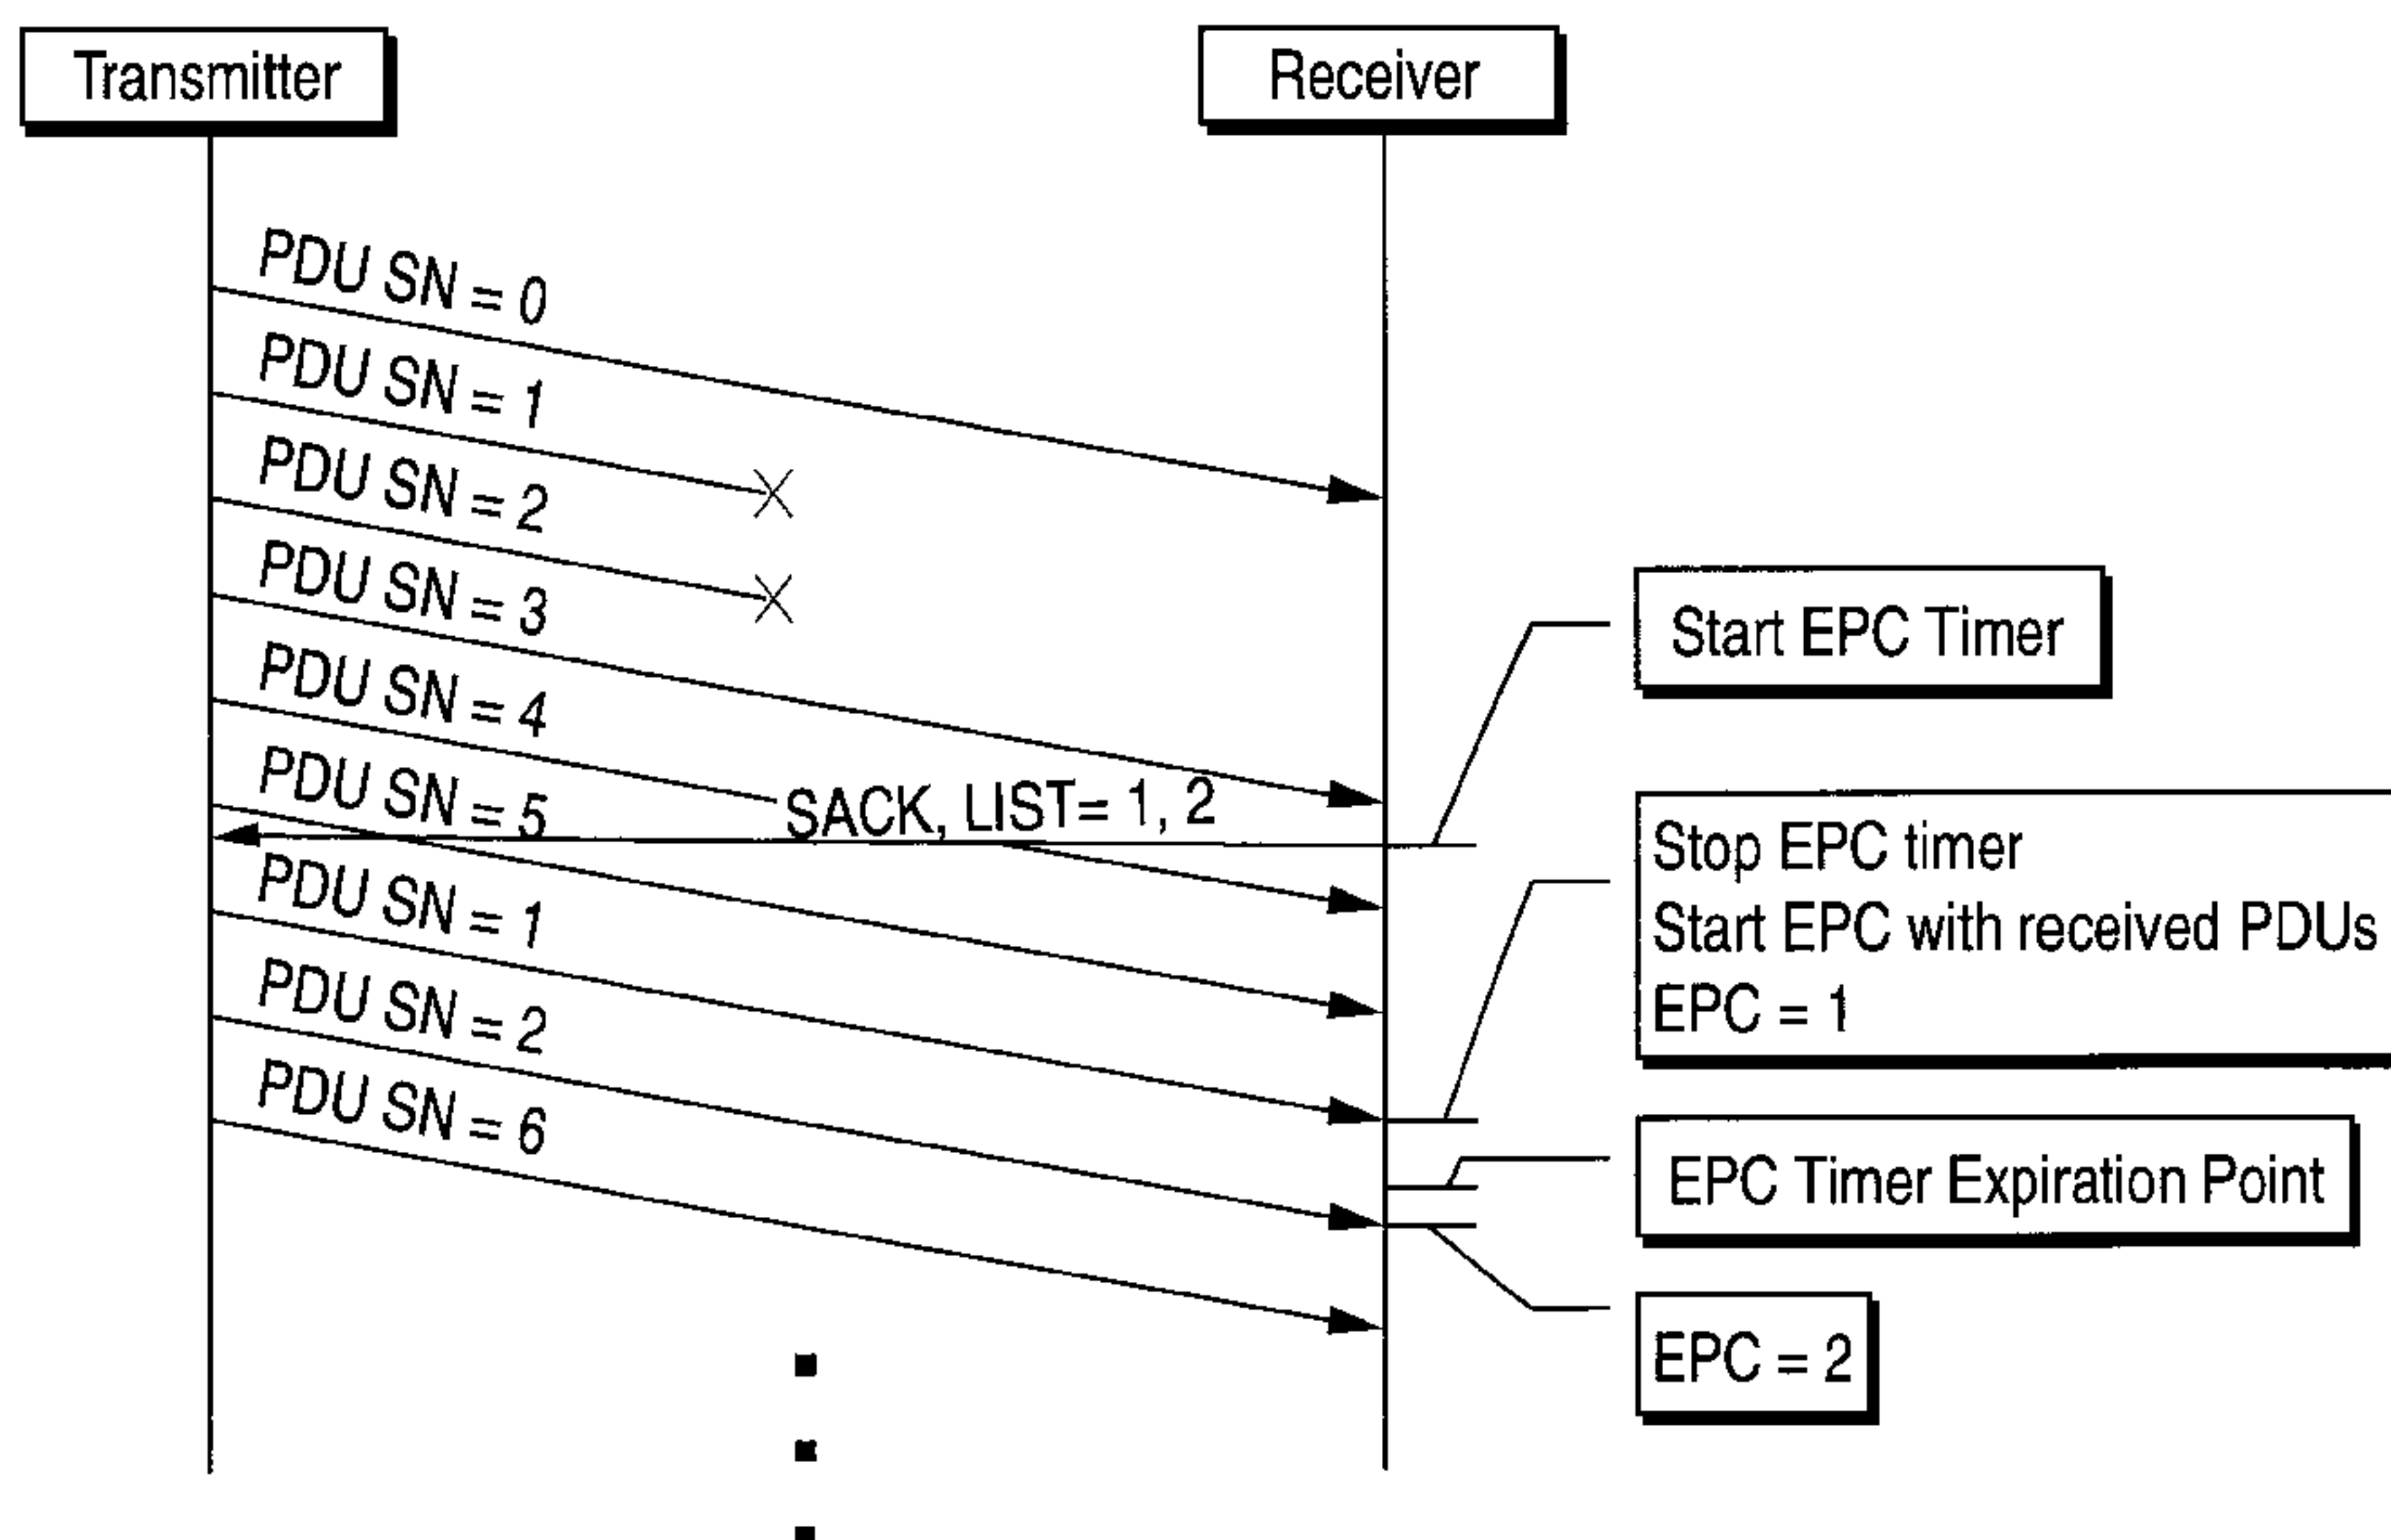 Transmitter
Receiver
PDU SN = 0
PDU SN = 1
PDU SN = 2
PDU SN = 3
PDU SN = 4
PDU SN = 5
SACK, LIST= 1, 2
PDU SN = 1
PDU SN = 2
PDU SN = 6
Start EPC Timer
Stop EPC timer
Start EPC with received PDUs
EPC = 1
EPC Timer Expiration Point
EPC = 2